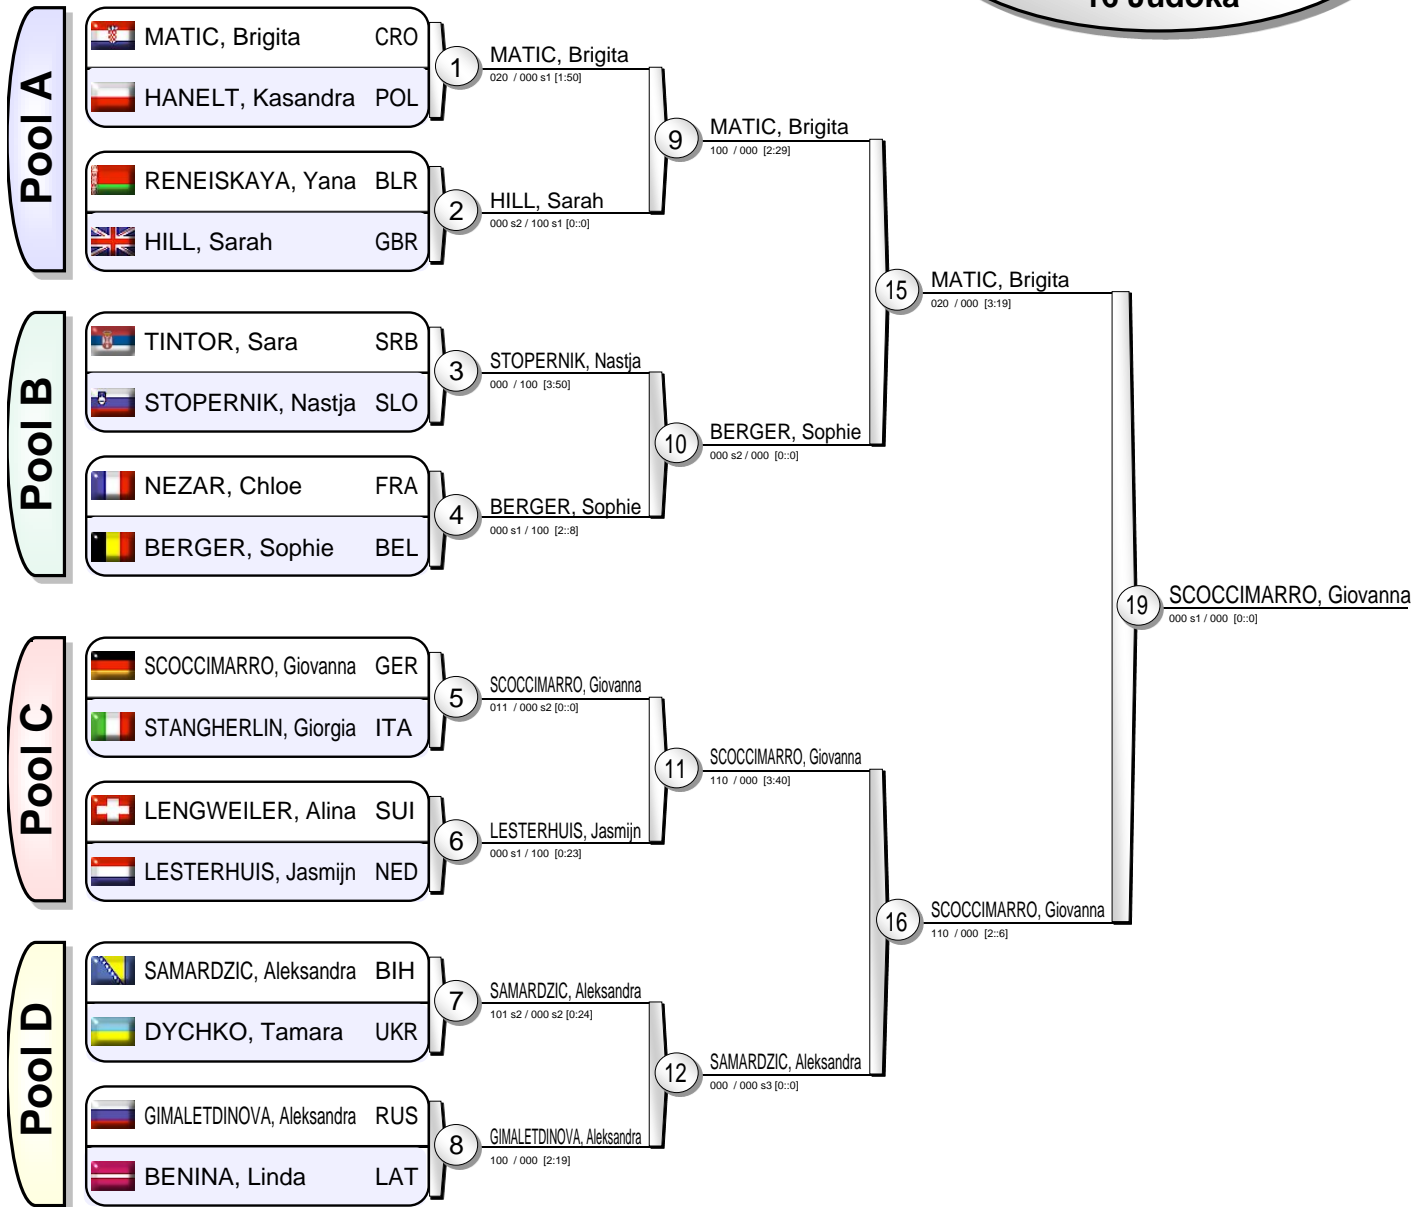 16 Judoka
Pool A
MATIC, Brigita CRO
HANELT, Kasandra POL
RENEISKAYA, Yana BLR
HILL, Sarah GBR
Pool B
TINTOR, Sara SRB
STOPERNIK, Nastja SLO
NEZAR, Chloe FRA
BERGER, Sophie BEL
Pool C
SCOCCIMARRO, Giovanna GER
STANGHERLIN, Giorgia ITA
LENGWEILER, Alina SUI
LESTERHUIS, Jasmijn NED
Pool D
SAMARDZIC, Aleksandra BIH
DYCHKO, Tamara UKR
GIMALETDINOVA, Aleksandra RUS
BENINA, Linda LAT
1
MATIC, Brigita
020 / 000 s1 [1:50]
2
HILL, Sarah
000 s2 / 100 s1 [0::0]
3
STOPERNIK, Nastja
000 / 100 [3:50]
4
BERGER, Sophie
000 s1 / 100 [2::8]
5
SCOCCIMARRO, Giovanna
011 / 000 s2 [0::0]
6
LESTERHUIS, Jasmijn
000 s1 / 100 [0:23]
7
SAMARDZIC, Aleksandra
101 s2 / 000 s2 [0:24]
8
GIMALETDINOVA, Aleksandra
100 / 000 [2:19]
9
MATIC, Brigita
100 / 000 [2:29]
10
BERGER, Sophie
000 s2 / 000 [0::0]
11
SCOCCIMARRO, Giovanna
110 / 000 [3:40]
12
SAMARDZIC, Aleksandra
000 / 000 s3 [0::0]
15
MATIC, Brigita
020 / 000 [3:19]
16
SCOCCIMARRO, Giovanna
110 / 000 [2::6]
19
SCOCCIMARRO, Giovanna
000 s1 / 000 [0::0]